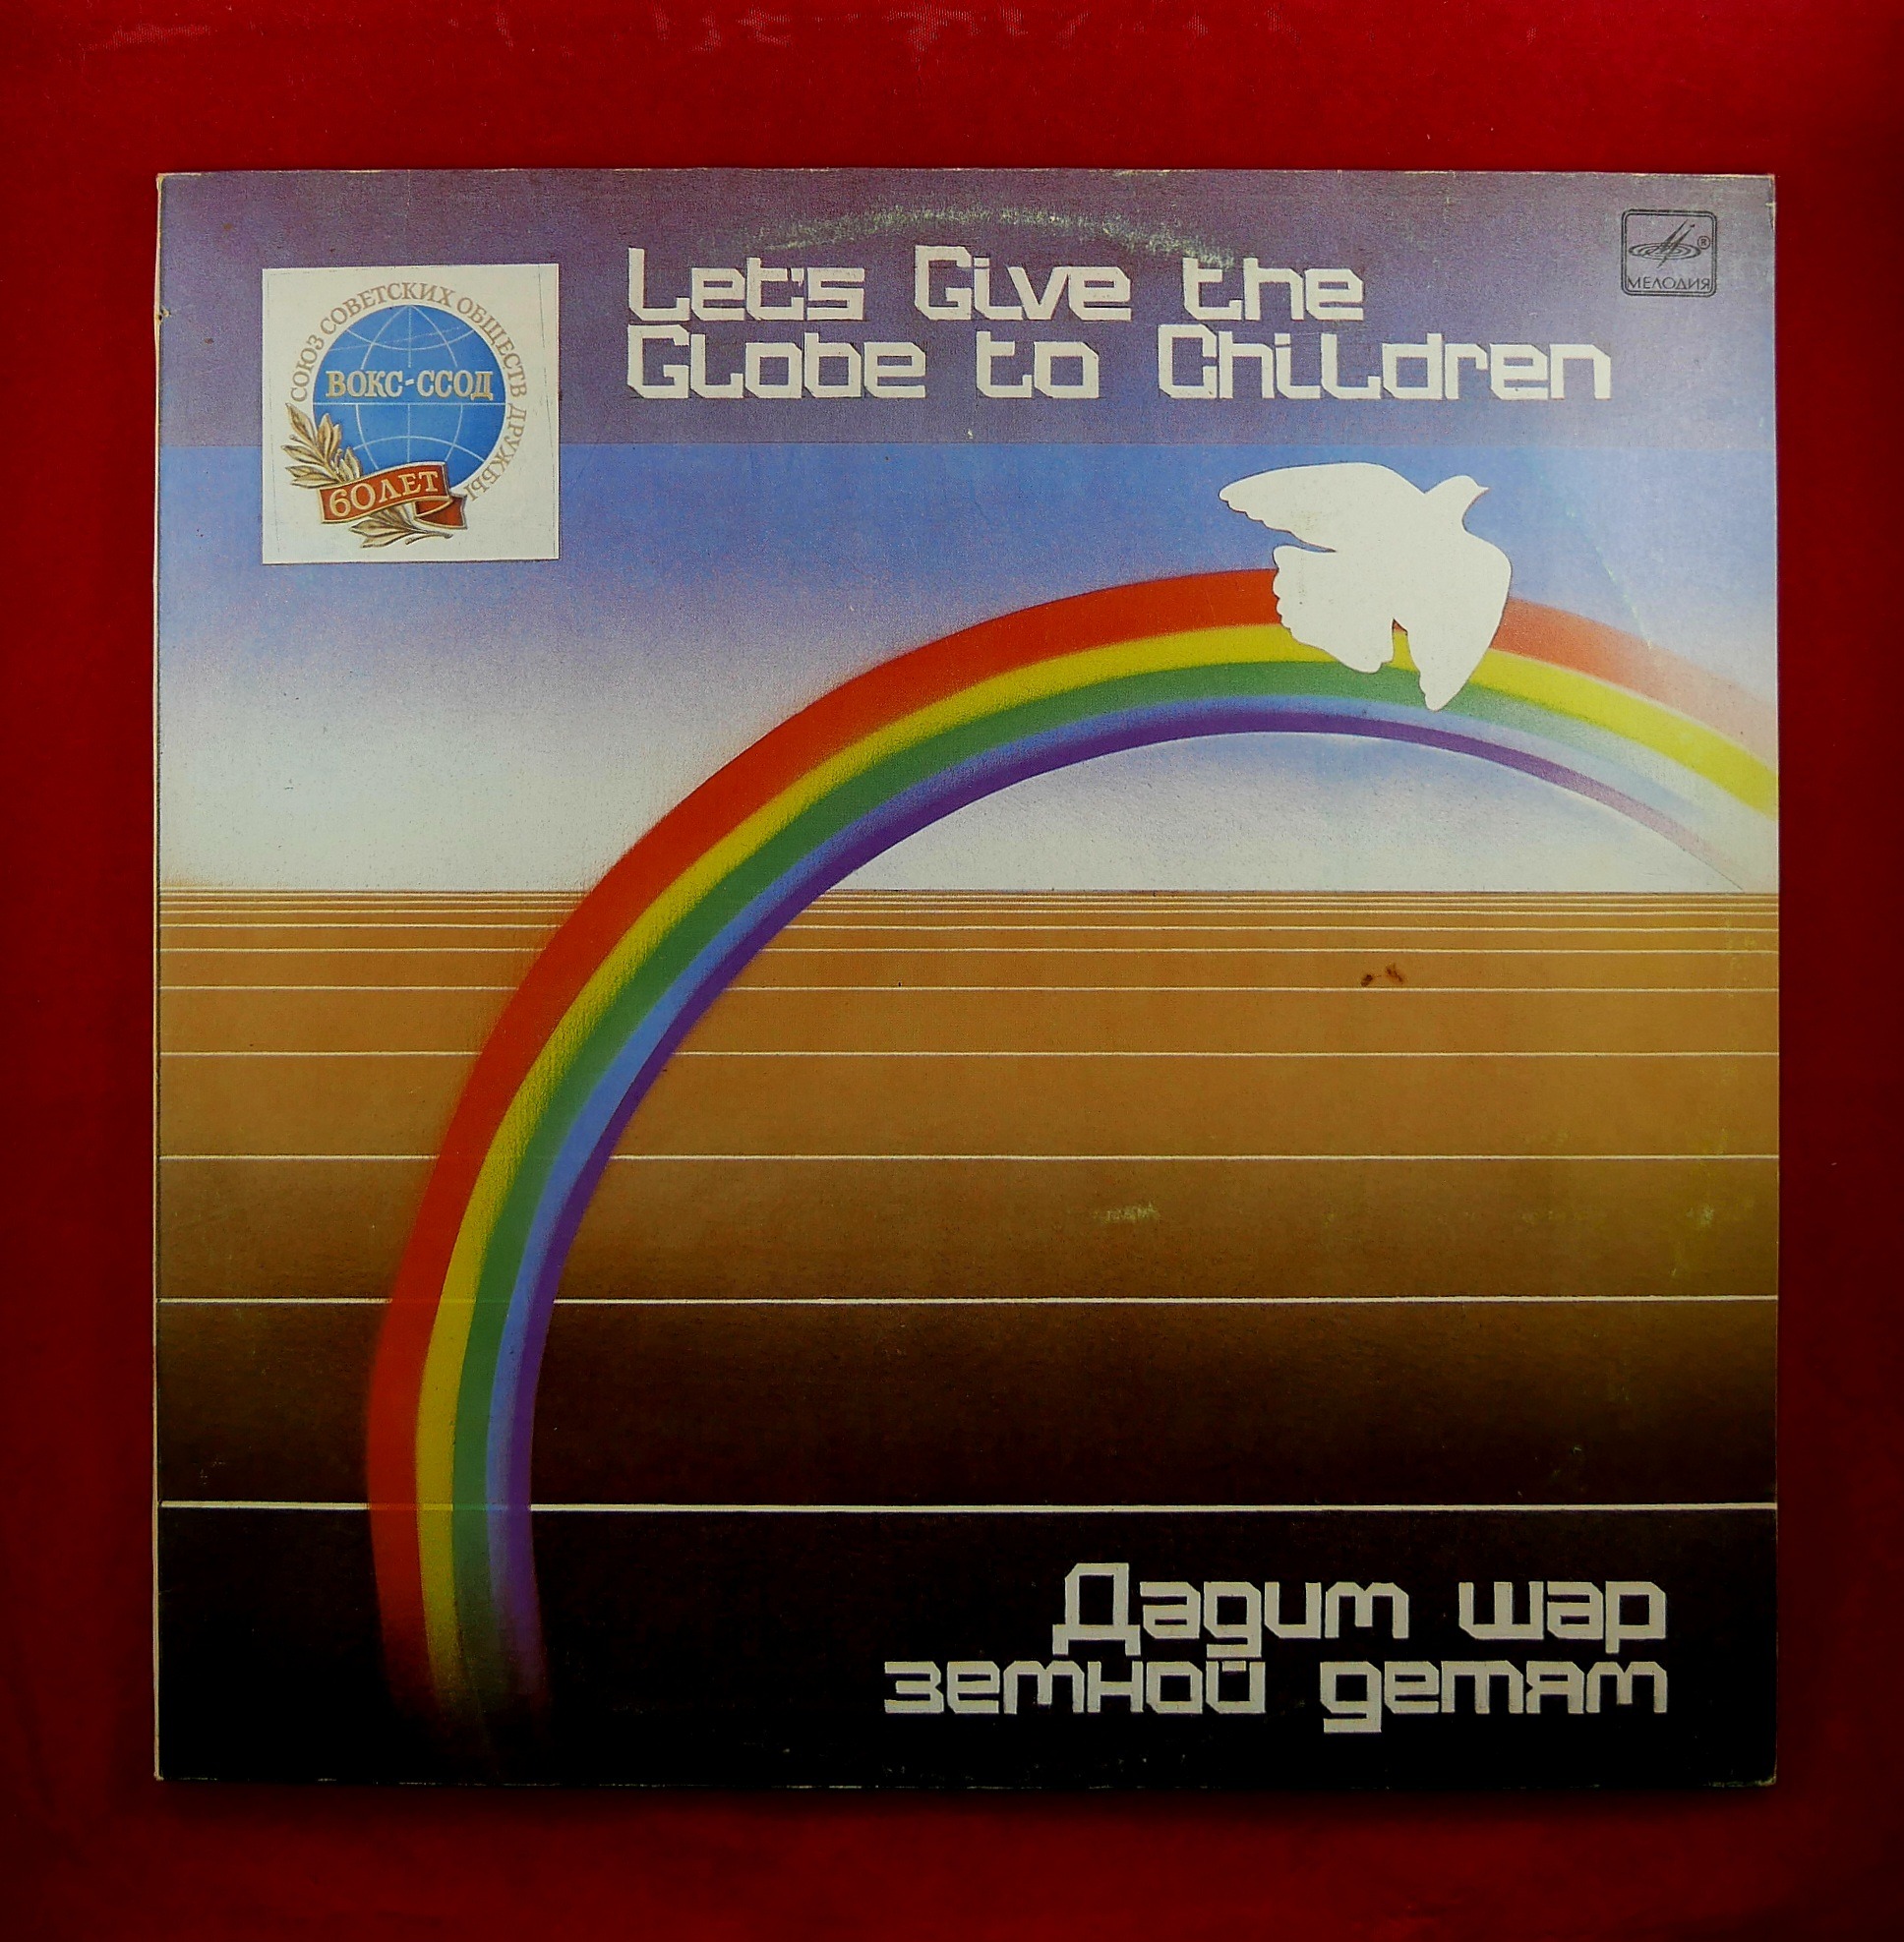 Let's Give the
Globe to Children
®
МЕЛОДИЯ
СОЮЗ СОВЕТСКИХ ОБЩЕСТВ ДРУЖБЫ
ВОКС-ССОД
60 ЛЕТ
Дадим шар
земной детям